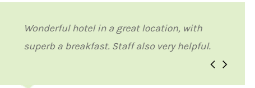 Wonderful hotel in a great location, with
superb a breakfast. Staff also very helpful.